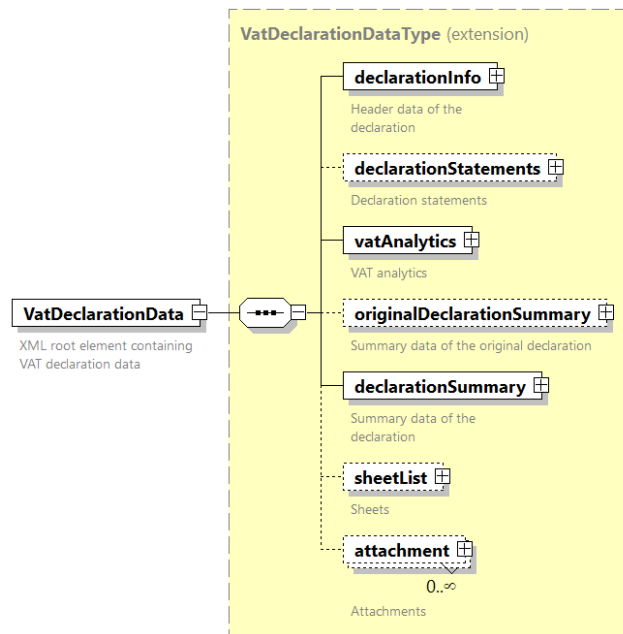 VatDeclarationDataType (extension)
declarationInfo
Header data of the
declaration
declarationStatements
Declaration statements
vatAnalytics
VAT analytics
VatDeclarationData
XML root element containing
VAT declaration data
originalDeclarationSummary
Summary data of the original declaration
declarationSummary
Summary data of the
declaration
sheetList
Sheets
attachment
0..∞
Attachments